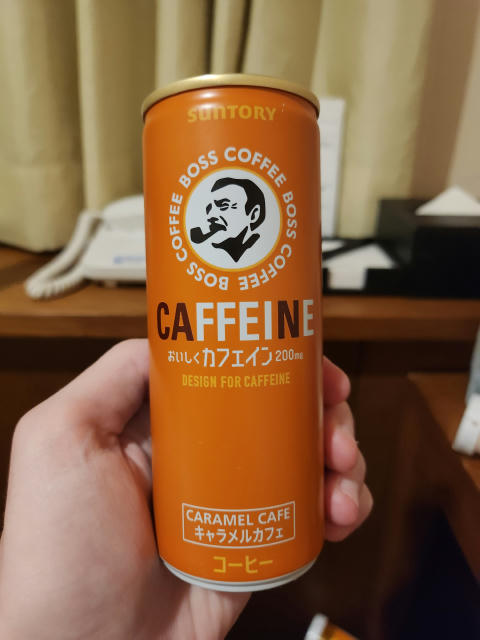 SUNTORY
BOSS COFFEE BOSS COFFEE BOSS COFFEE
CAFFEINE
おいしくカフェイン200mg
DESIGN FOR CAFFEINE
CARAMEL CAFE
キャラメルカフェ
コーヒー